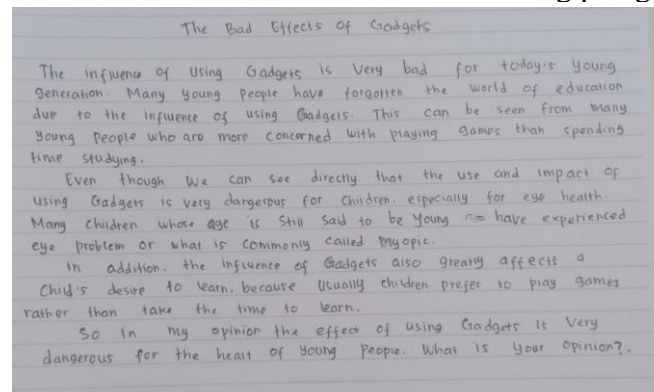 The Bad Effects of Gadgets
The influence of using Gadgets is very bad for today's young
generation. Many young people have forgotten the world of education
due to the influence of using Gadgets. This can be seen from many
young people who are more concerned with playing games than spending
time studying.
Even though we can see directly that the use and impact of
using Gadgets is very dangerous for children. especially for eye health.
Many children whose age is still said to be young have experienced
eye problem or what is commonly called myopic.
in addition. the influence of Gadgets also greatly affects a
child's desire to learn, because usually children prefer to play games
rather than take the time to learn.
So in my opinion the effect of using Gadgets is very
dangerous for the healt of young people. What is your opinion?.